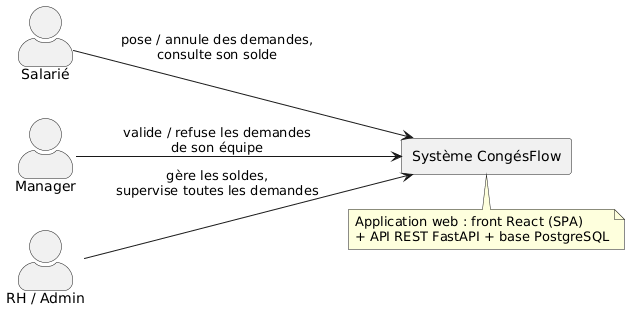 pose / annule des demandes,
consulte son solde
Salarié
valide / refuse les demandes
de son équipe
Manager
Système CongésFlow
gère les soldes,
supervise toutes les demandes
Application web : front React (SPA)
+ API REST FastAPI + base PostgreSQL
RH / Admin